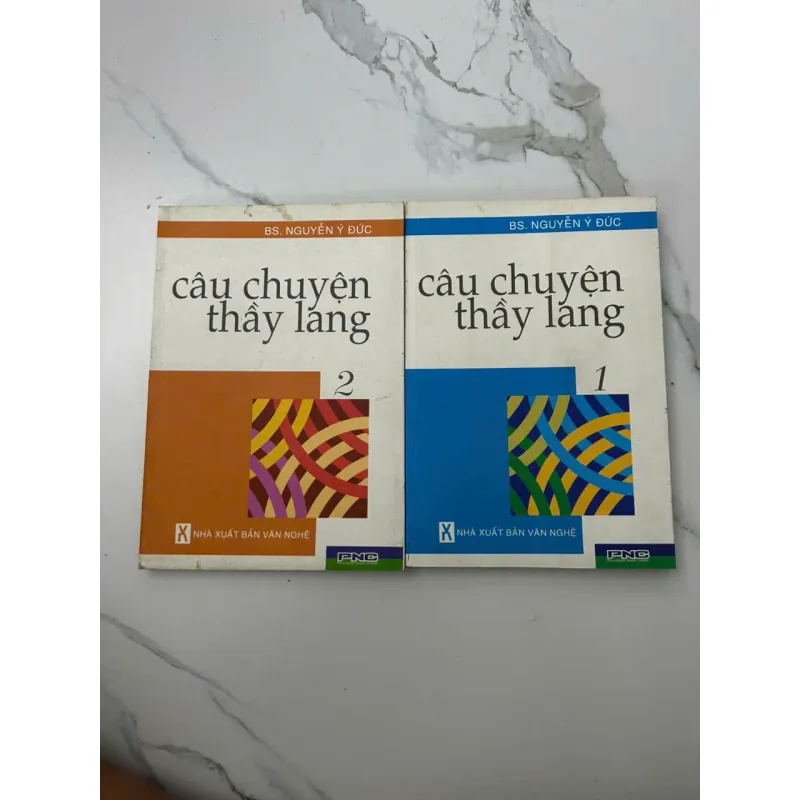 BS. NGUYỄN Ý ĐỨC
câu chuyện
thầy lang
2
NHÀ XUẤT BẢN VĂN NGHỆ
PNC
BS. NGUYỄN Ý ĐỨC
câu chuyện
thầy lang
1
NHÀ XUẤT BẢN VĂN NGHỆ
PNC